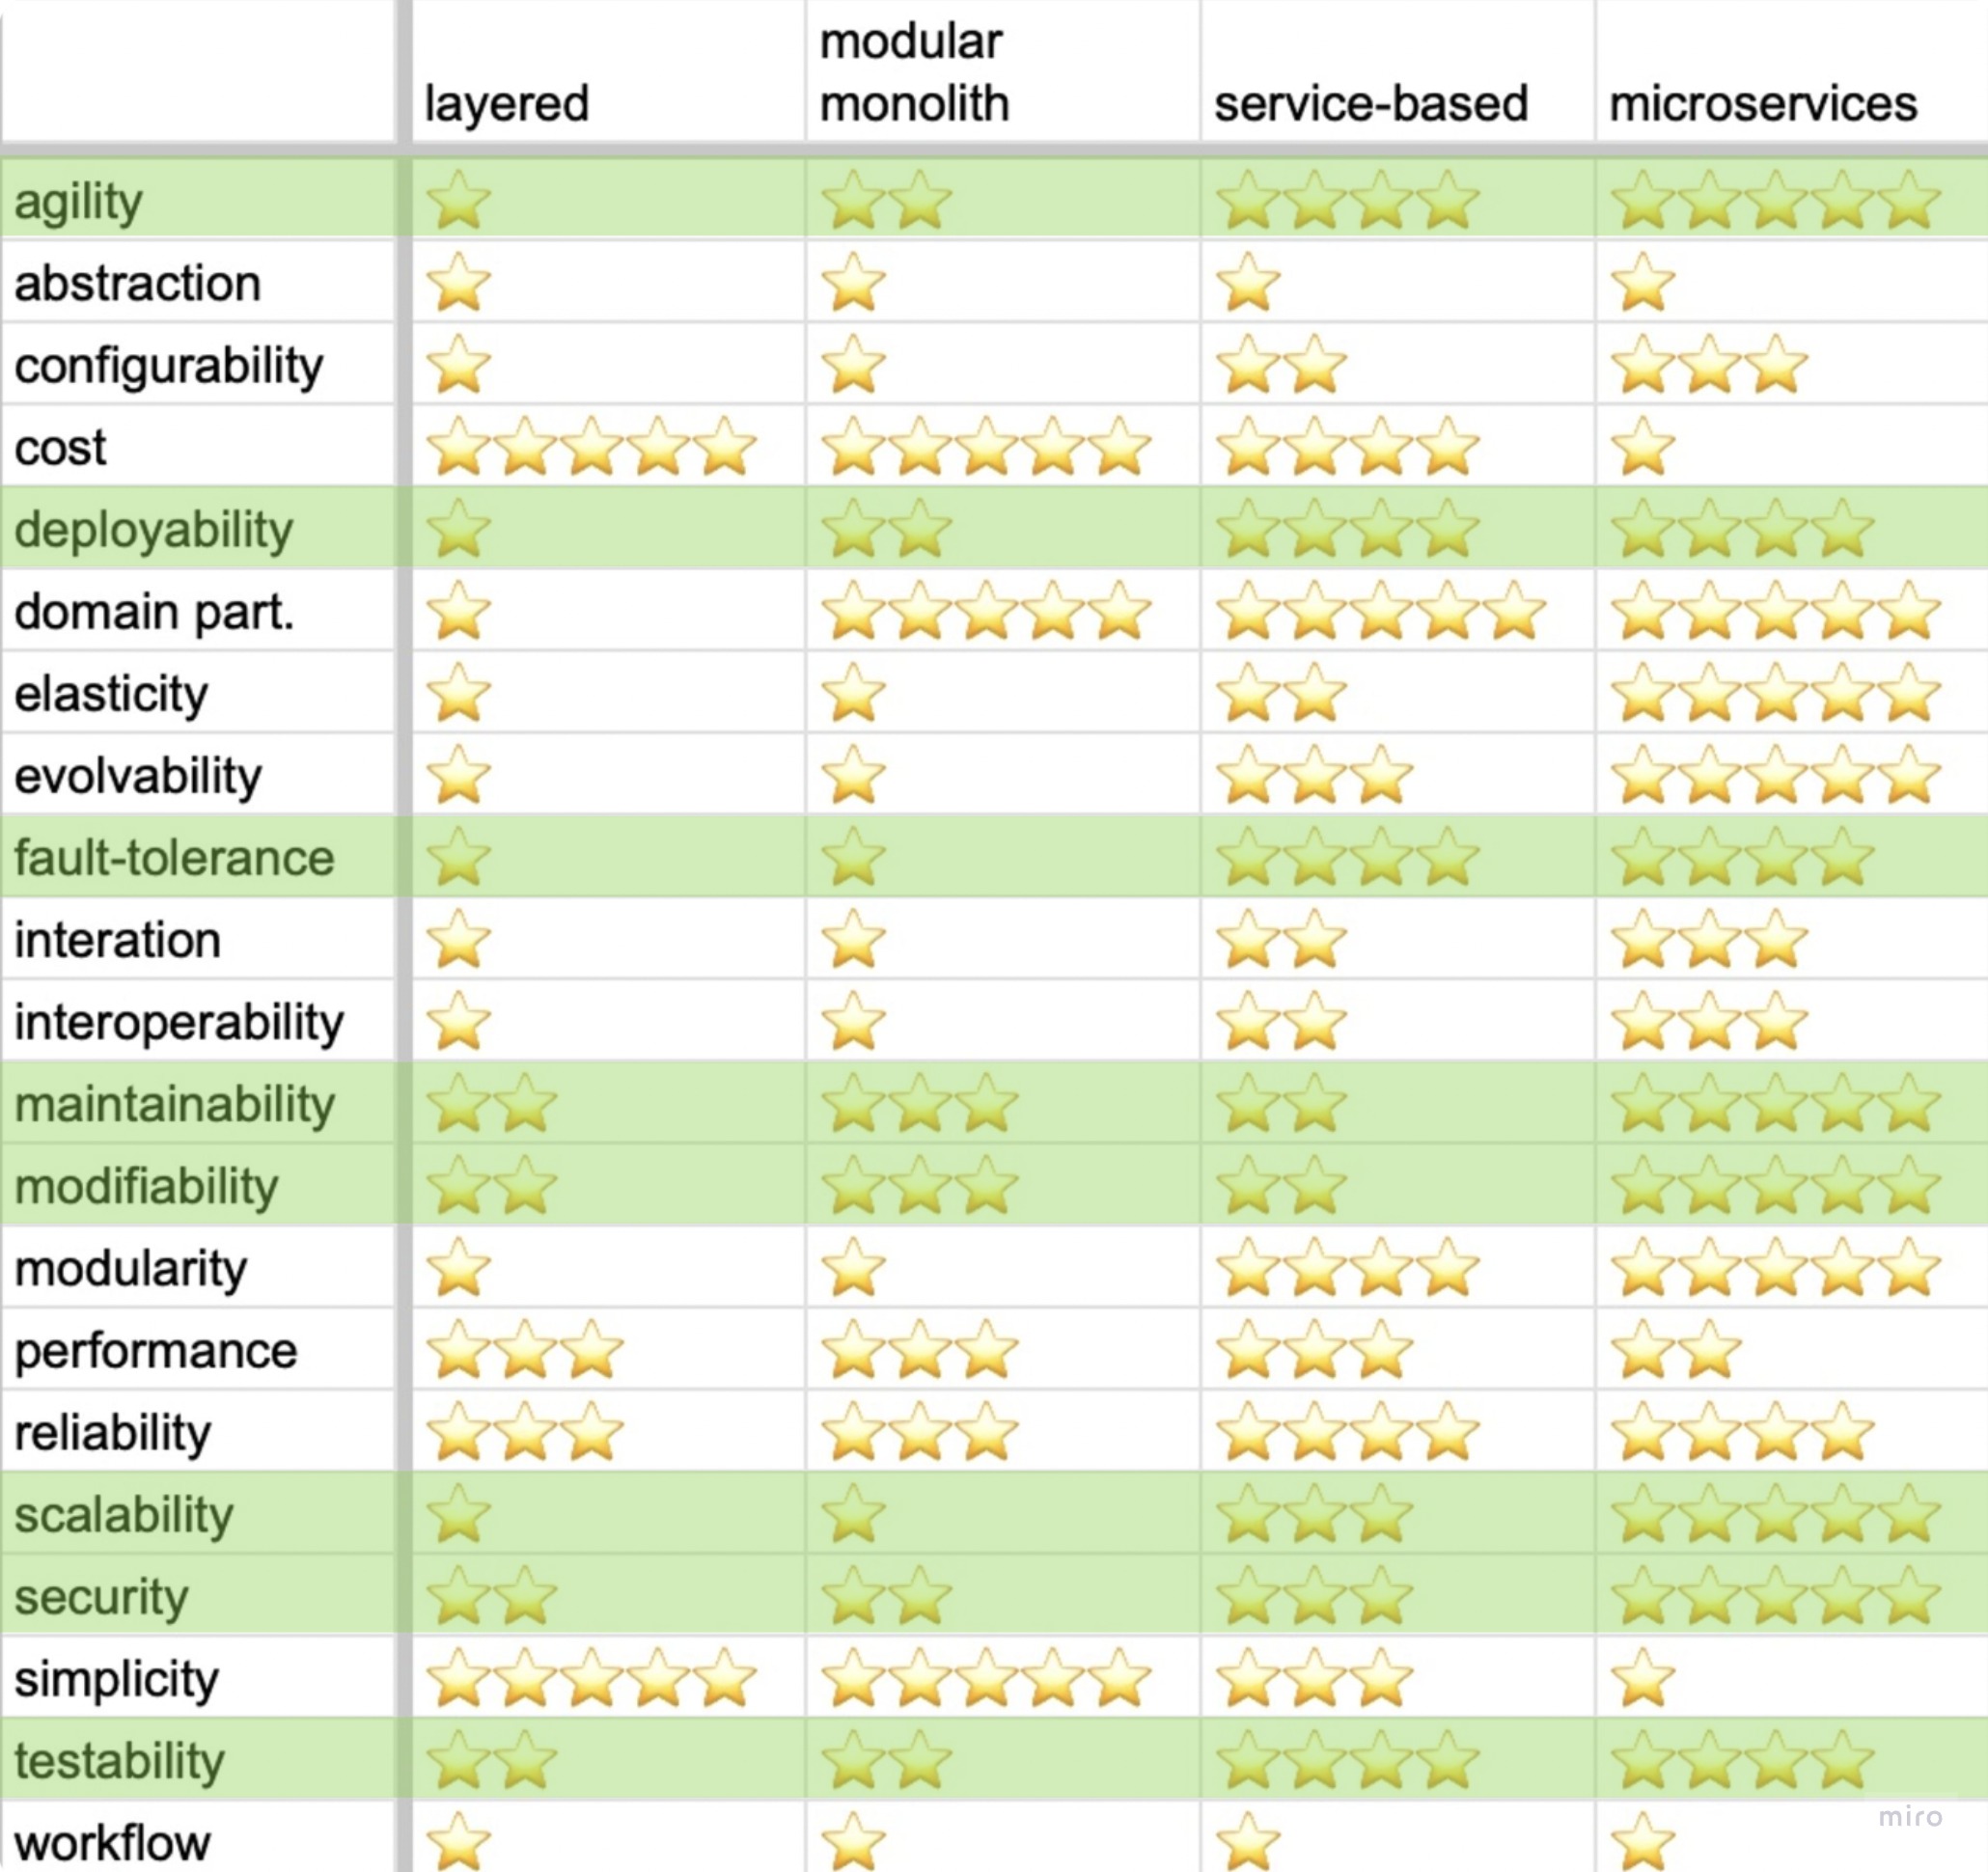 layered
modular
monolith
service-based
microservices
agility
abstraction
configurability
cost
deployability
domain part.
elasticity
evolvability
fault-tolerance
interation
interoperability
maintainability
modifiability
modularity
performance
reliability
scalability
security
simplicity
testability
workflow
miro